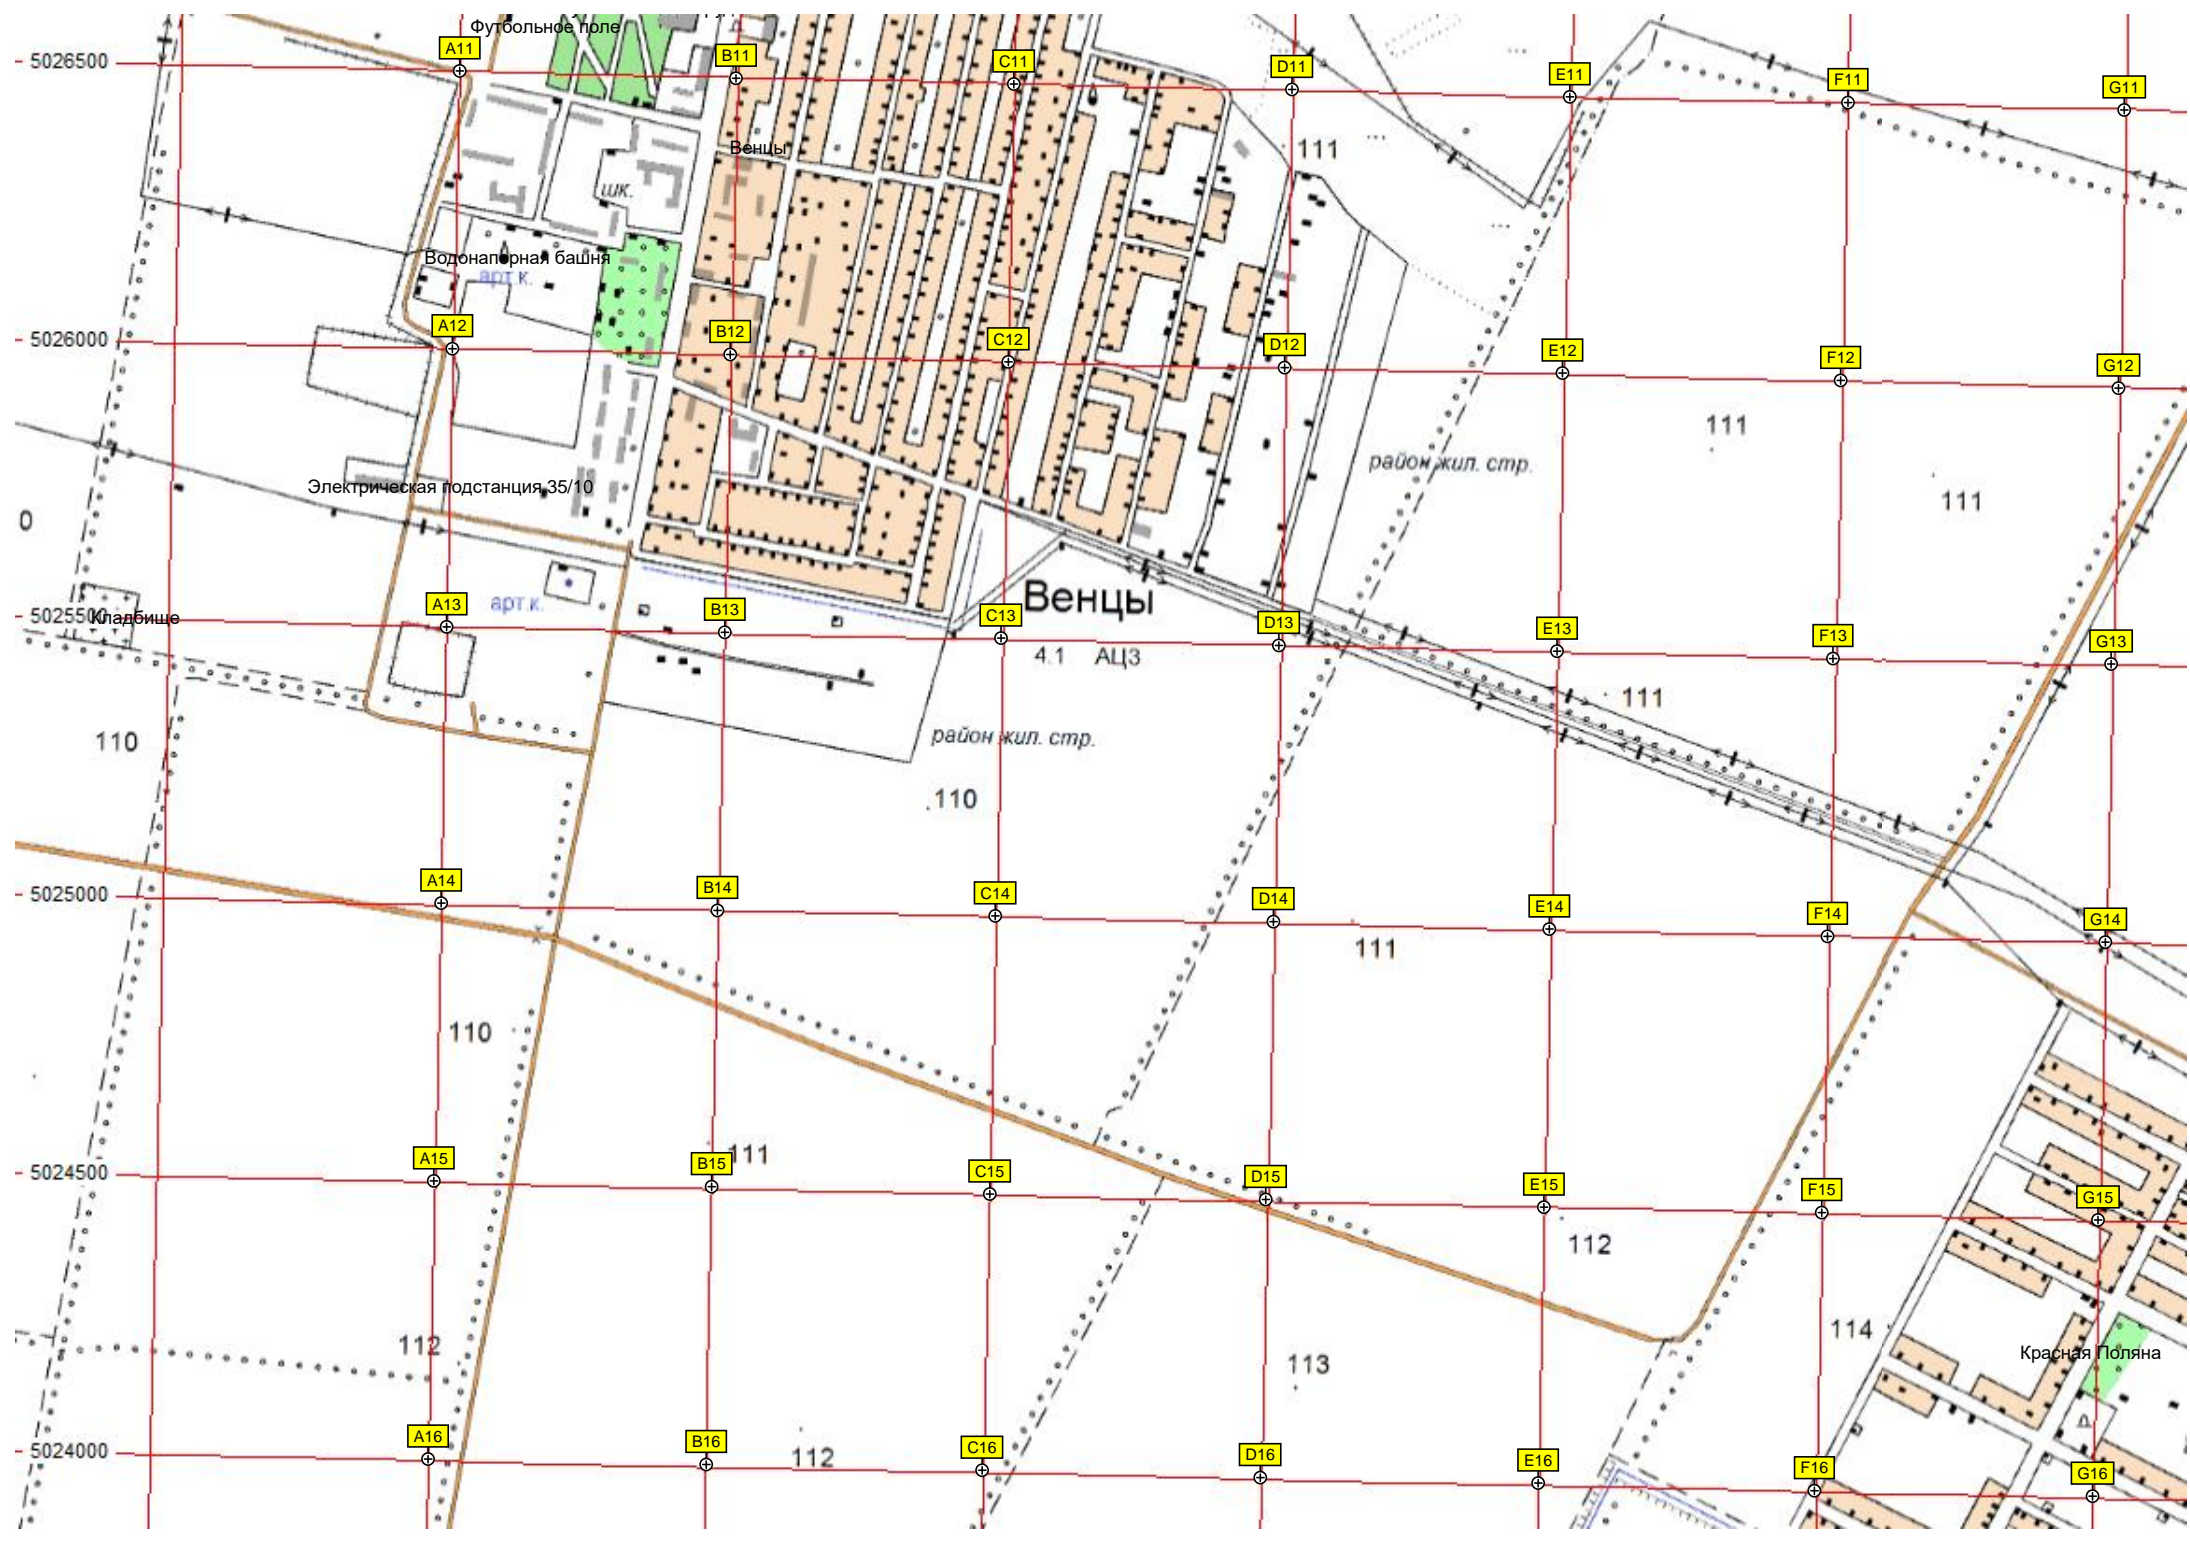 Футбольное поле
5026500
A11
B11
C11
D11
E11
F11
G11
Венцы
111
шк.
Водонапорная башня
арт.к.
5026000
A12
B12
C12
D12
E12
F12
G12
111
район жил. стр.
Электрическая подстанция 35/10
111
0
арт.к.
Венцы
5025500
Кладбище
A13
B13
C13
D13
E13
F13
G13
4.1 АЦЗ
111
110
район жил. стр.
.110
5025000
A14
B14
C14
D14
E14
F14
G14
111
110
111
5024500
A15
B15
C15
D15
E15
F15
G15
112
112
113
114
Красная Поляна
5024000
A16
B16
112
C16
D16
E16
F16
G16